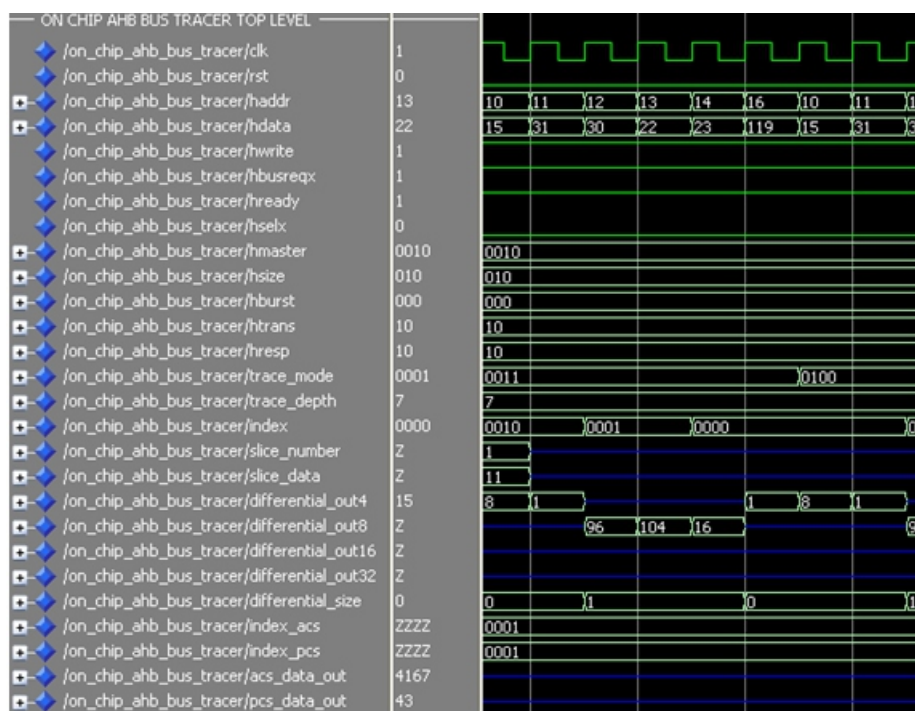 ON CHIP AHB BUS TRACER TOP LEVEL
/on_chip_ahb_bus_tracer/clk 1
/on_chip_ahb_bus_tracer/rst 0
/on_chip_ahb_bus_tracer/haddr 13 10 11 12 13 14 16 10 11 1
/on_chip_ahb_bus_tracer/hdata 22 15 31 30 22 23 119 15 31 3
/on_chip_ahb_bus_tracer/hwrite 1
/on_chip_ahb_bus_tracer/hbusreqx 1
/on_chip_ahb_bus_tracer/hready 1
/on_chip_ahb_bus_tracer/hselx 0
/on_chip_ahb_bus_tracer/hmaster 0010 0010
/on_chip_ahb_bus_tracer/hsize 010 010
/on_chip_ahb_bus_tracer/hburst 000 000
/on_chip_ahb_bus_tracer/htrans 10 10
/on_chip_ahb_bus_tracer/hresp 10 10
/on_chip_ahb_bus_tracer/trace_mode 0001 0011 0100
/on_chip_ahb_bus_tracer/trace_depth 7 7
/on_chip_ahb_bus_tracer/index 0000 0010 0001 0000 0
/on_chip_ahb_bus_tracer/slice_number Z 1
/on_chip_ahb_bus_tracer/slice_data Z 11
/on_chip_ahb_bus_tracer/differential_out4 15 8 1 1 8 1
/on_chip_ahb_bus_tracer/differential_out8 Z 96 104 16 9
/on_chip_ahb_bus_tracer/differential_out16 Z
/on_chip_ahb_bus_tracer/differential_out32 Z
/on_chip_ahb_bus_tracer/differential_size 0 0 1 0 1
/on_chip_ahb_bus_tracer/index_acs ZZZZ 0001
/on_chip_ahb_bus_tracer/index_pcs ZZZZ 0001
/on_chip_ahb_bus_tracer/acs_data_out 4167
/on_chip_ahb_bus_tracer/pcs_data_out 43